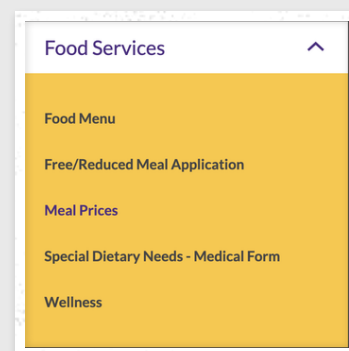 Food Services
Food Menu
Free/Reduced Meal Application
Meal Prices
Special Dietary Needs - Medical Form
Wellness